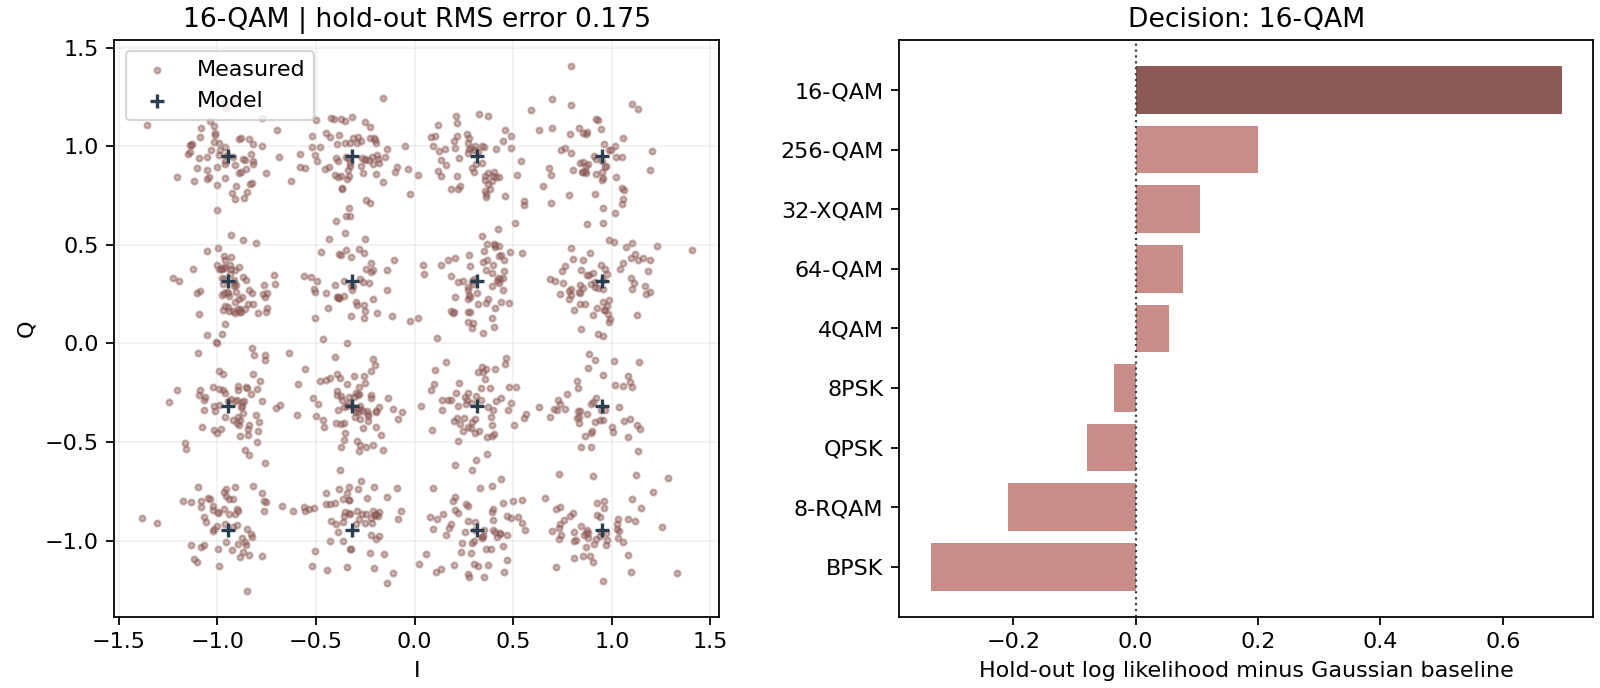 16-QAM | hold-out RMS error 0.175
Measured
Model
1.5
1.0
0.5
0.0
−0.5
−1.0
Q
−1.5
−1.0
−0.5
0.0
0.5
1.0
1.5
I
Decision: 16-QAM
16-QAM
256-QAM
32-XQAM
64-QAM
4QAM
8PSK
QPSK
8-RQAM
BPSK
−0.2
0.0
0.2
0.4
0.6
Hold-out log likelihood minus Gaussian baseline